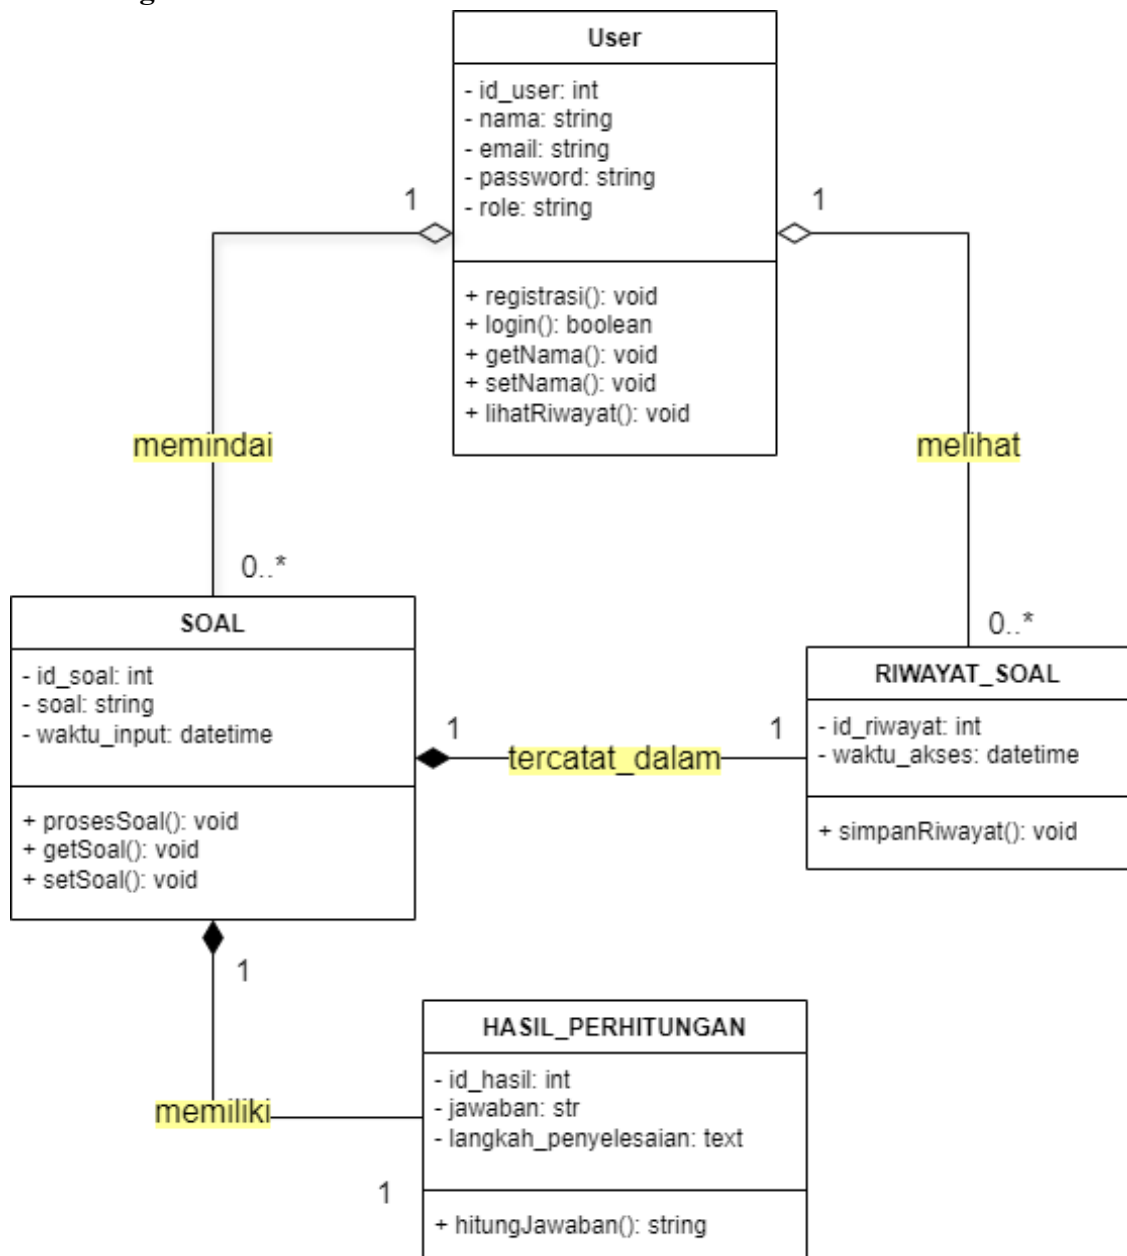 User
- id_user: int
- nama: string
- email: string
- password: string
- role: string
+ registrasi(): void
+ login(): boolean
+ getNama(): void
+ setNama(): void
+ lihatRiwayat(): void
1
1
memindai
melihat
0..*
0..*
SOAL
- id_soal: int
- soal: string
- waktu_input: datetime
+ prosesSoal(): void
+ getSoal(): void
+ setSoal(): void
1
tercatat_dalam
1
RIWAYAT_SOAL
- id_riwayat: int
- waktu_akses: datetime
+ simpanRiwayat(): void
1
memiliki
1
HASIL_PERHITUNGAN
- id_hasil: int
- jawaban: str
- langkah_penyelesaian: text
+ hitungJawaban(): string